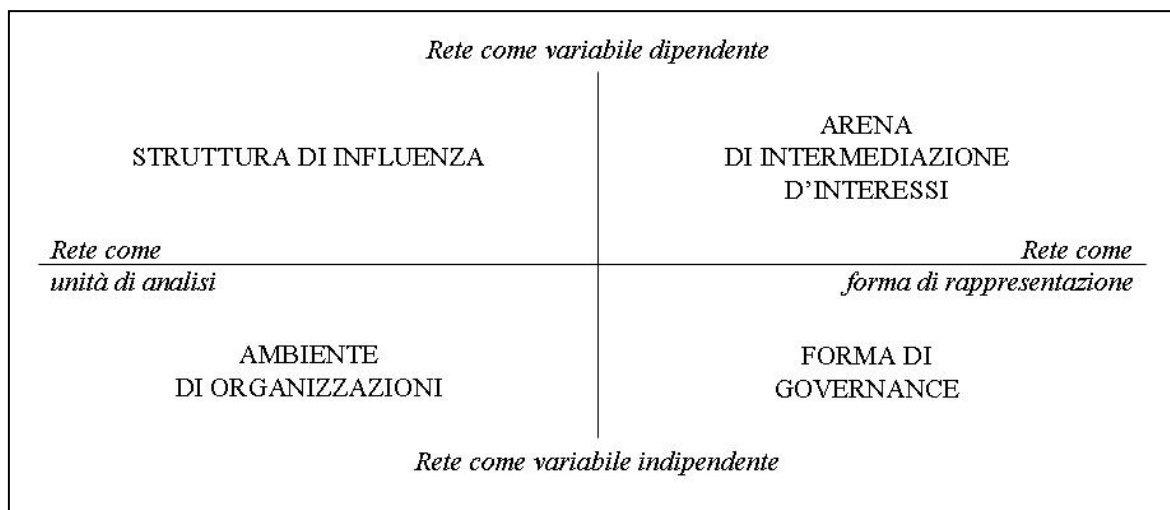 Rete come variabile dipendente
STRUTTURA DI INFLUENZA
ARENA
DI INTERMEDIAZIONE
D'INTERESSI
Rete come
unità di analisi
Rete come
forma di rappresentazione
AMBIENTE
DI ORGANIZZAZIONI
FORMA DI
GOVERNANCE
Rete come variabile indipendente